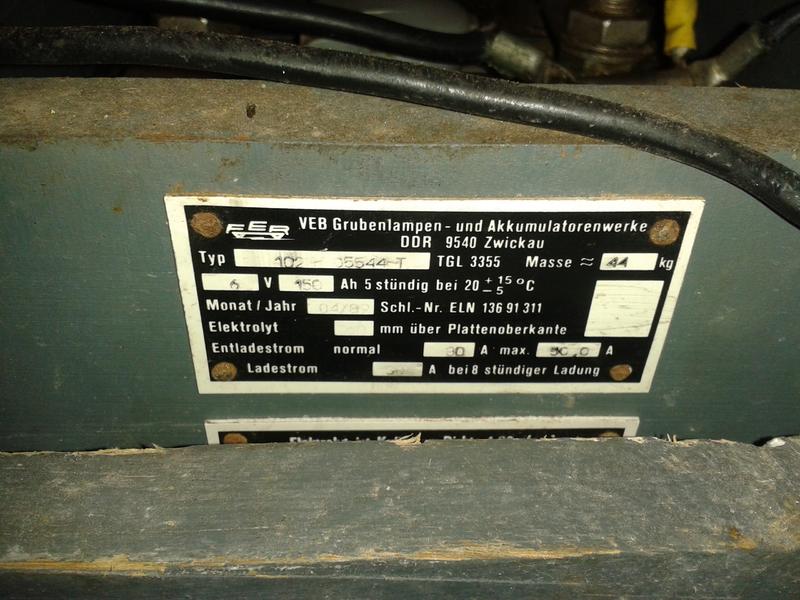 FER
VEB Grubenlampen - und Akkumulatorenwerke
DDR 9540 Zwickau
Typ TGL 3355 Masse ≈ 44 kg
6 V 150 Ah 5 stündig bei 20 +15 -5 °C
Monat / Jahr Schl.-Nr. ELN 136 91 311
Elektrolyt mm über Plattenoberkante
Entladestrom normal 30 A max. A
Ladestrom A bei 8 stündiger Ladung